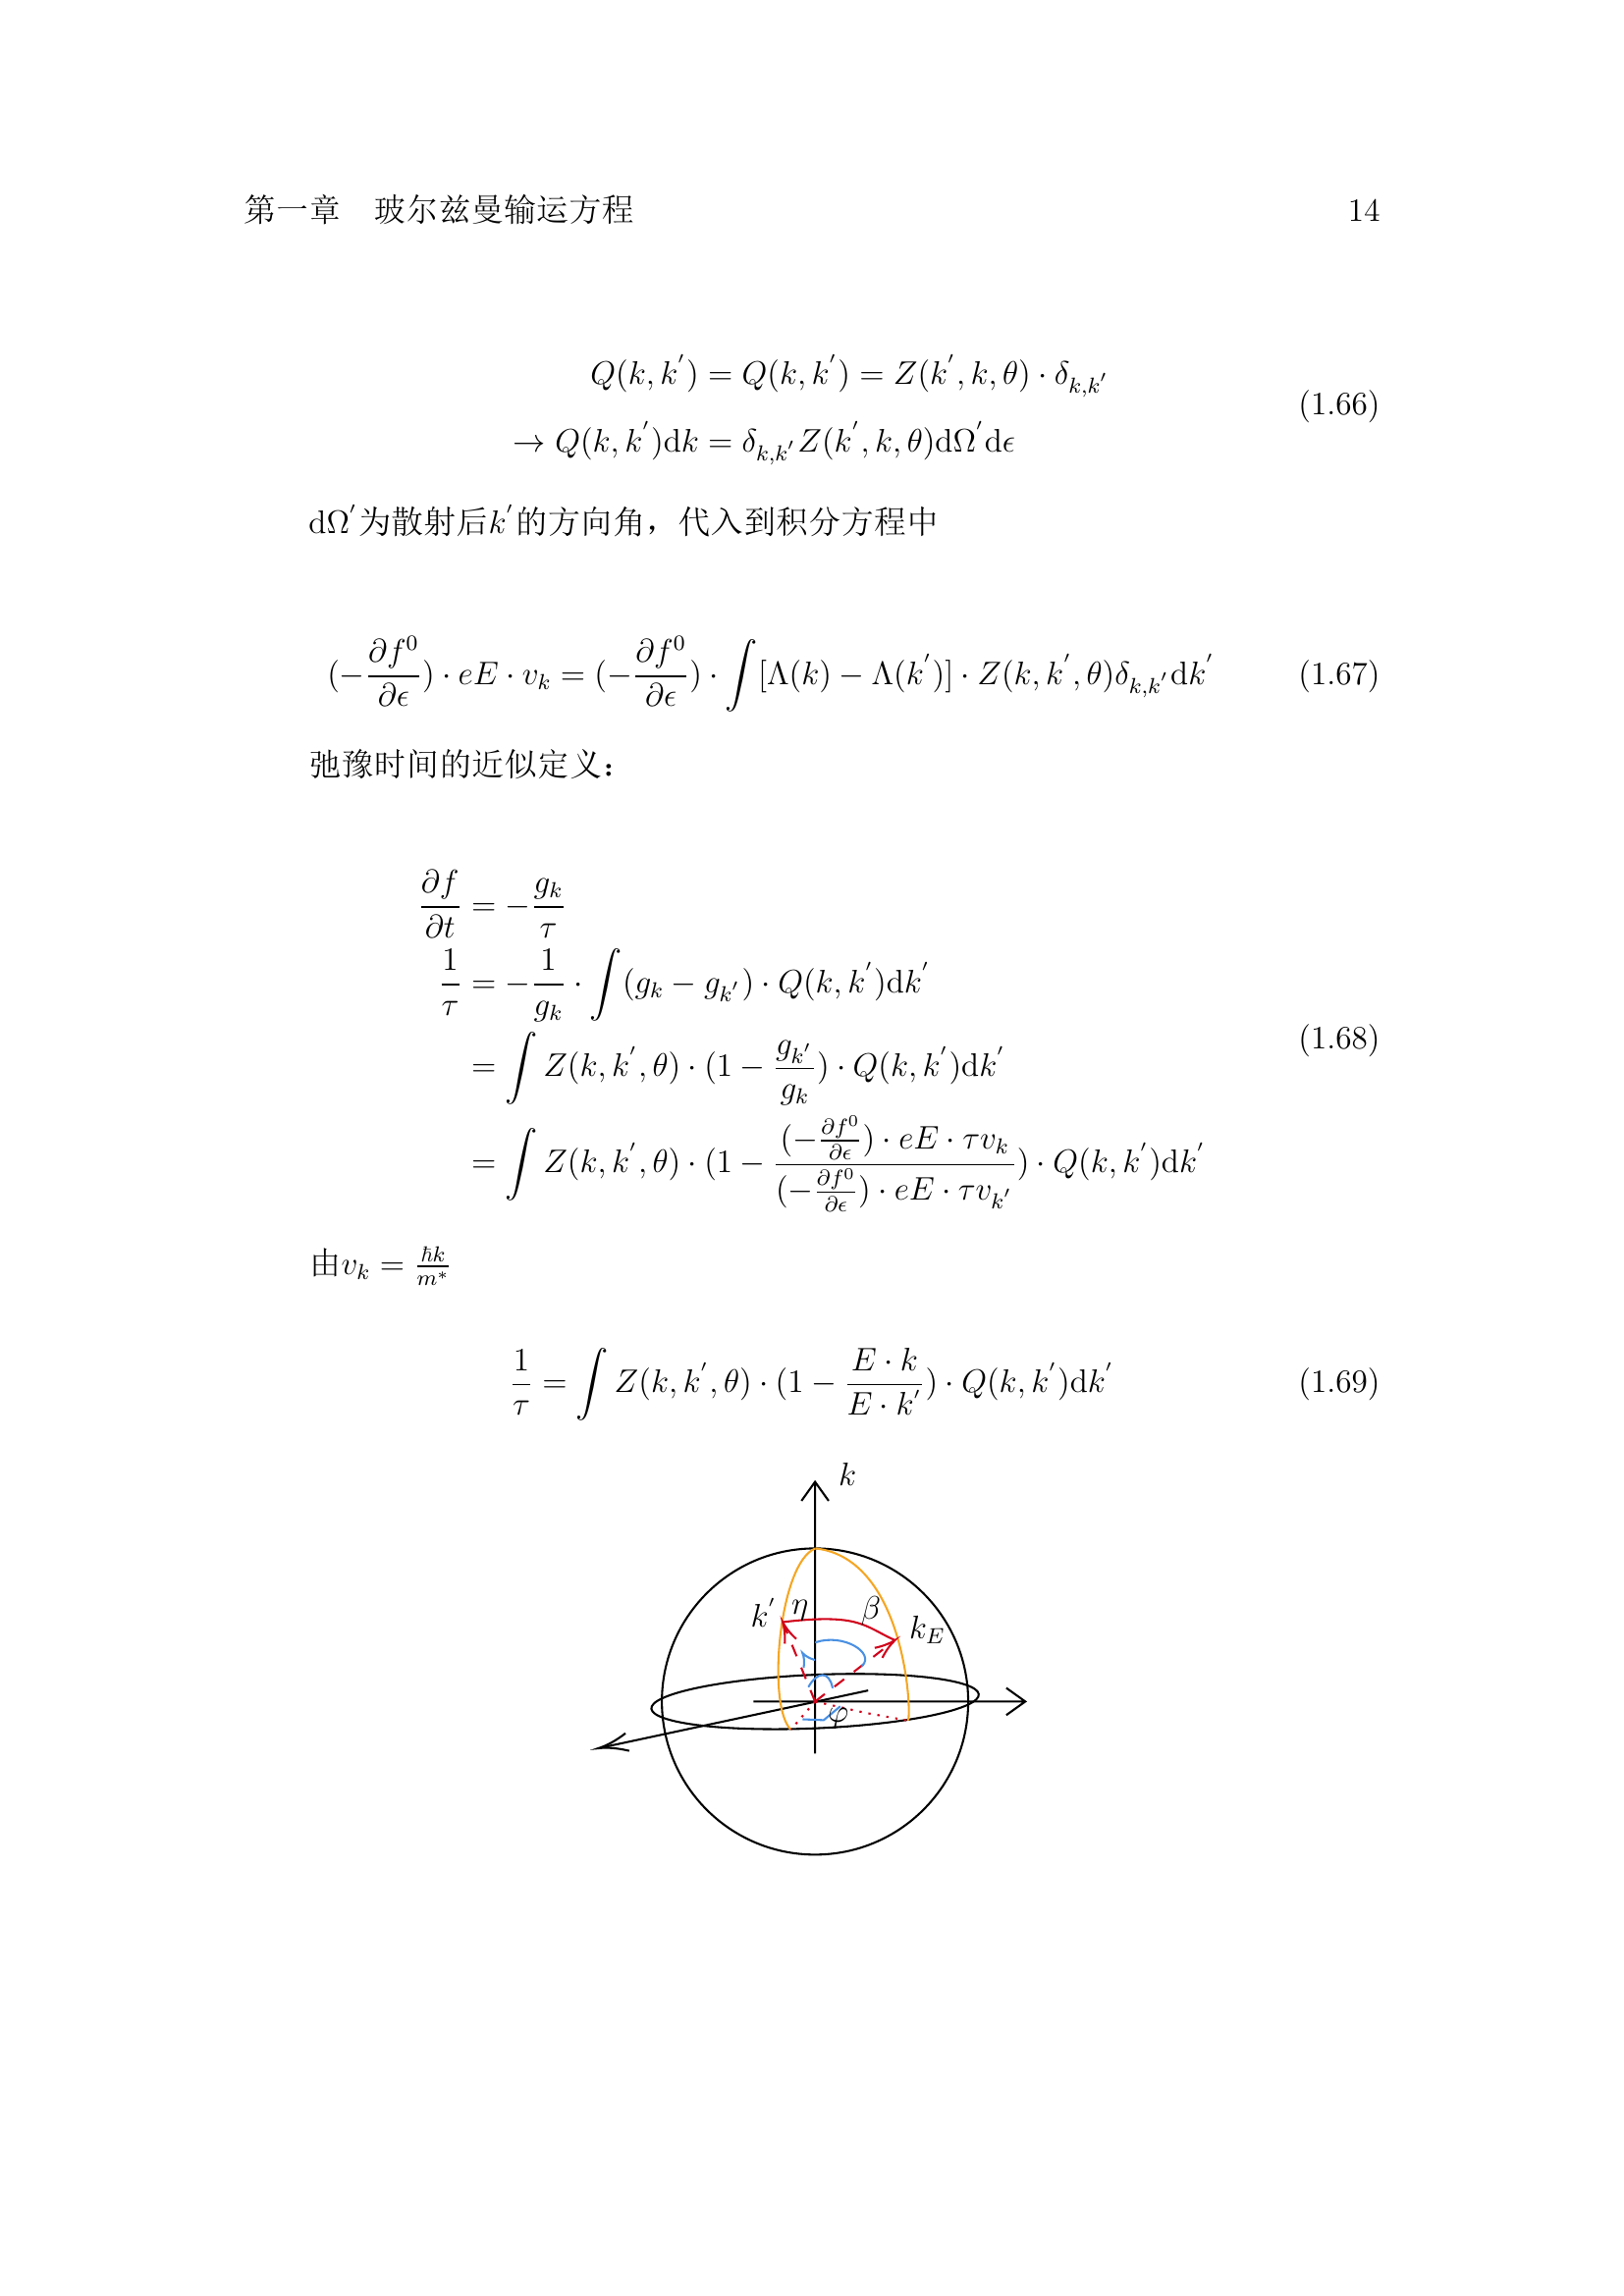 第一章 玻尔兹曼输运方程 14
$Q(k, k^{'}) = Q(k, k^{'}) = Z(k^{'}, k, \theta) \cdot \delta_{k,k^{'}}$
(1.66)
$\rightarrow Q(k, k^{'})\mathrm{d}k = \delta_{k,k^{'}} Z(k^{'}, k, \theta)\mathrm{d}\Omega^{'}\mathrm{d}\epsilon$
$\mathrm{d}\Omega^{'}$为散射后$k^{'}$的方向角，代入到积分方程中
$(-\frac{\partial f^0}{\partial \epsilon}) \cdot eE \cdot v_k = (-\frac{\partial f^0}{\partial \epsilon}) \cdot \int [\Lambda(k) - \Lambda(k^{'})] \cdot Z(k, k^{'}, \theta)\delta_{k,k^{'}}\mathrm{d}k^{'}$ (1.67)
弛豫时间的近似定义：
$\frac{\partial f}{\partial t} = -\frac{g_k}{\tau}$
$\frac{1}{\tau} = -\frac{1}{g_k} \cdot \int (g_k - g_{k^{'}}) \cdot Q(k, k^{'})\mathrm{d}k^{'}$
(1.68)
$= \int Z(k, k^{'}, \theta) \cdot (1 - \frac{g_{k^{'}}}{g_k}) \cdot Q(k, k^{'})\mathrm{d}k^{'}$
$= \int Z(k, k^{'}, \theta) \cdot (1 - \frac{(-\frac{\partial f^0}{\partial \epsilon}) \cdot eE \cdot \tau v_k}{(-\frac{\partial f^0}{\partial \epsilon}) \cdot eE \cdot \tau v_{k^{'}}}) \cdot Q(k, k^{'})\mathrm{d}k^{'}$
由$v_k = \frac{\hbar k}{m^*}$
$\frac{1}{\tau} = \int Z(k, k^{'}, \theta) \cdot (1 - \frac{E \cdot k}{E \cdot k^{'}}) \cdot Q(k, k^{'})\mathrm{d}k^{'}$ (1.69)
$k$
$k^{'}$ $\eta$ $\beta$ $k_E$
$\varphi$